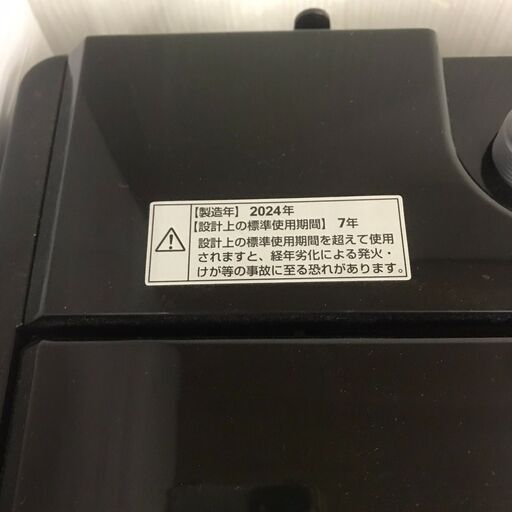 【製造年】 2024年
【設計上の標準使用期間】 7年
設計上の標準使用期間を超えて使用
されますと、経年劣化による発火・
けが等の事故に至る恐れがあります。